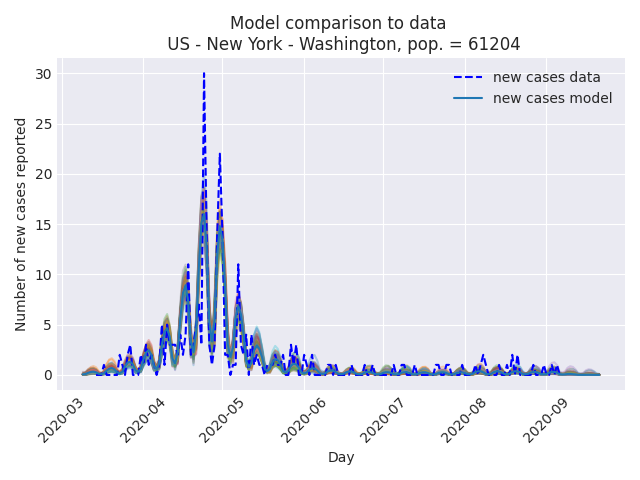 Model comparison to data
US - New York - Washington, pop. = 61204
new cases data
new cases model
Number of new cases reported
30
25
20
15
10
5
0
2020-03
2020-04
2020-05
2020-06
2020-07
2020-08
2020-09
Day